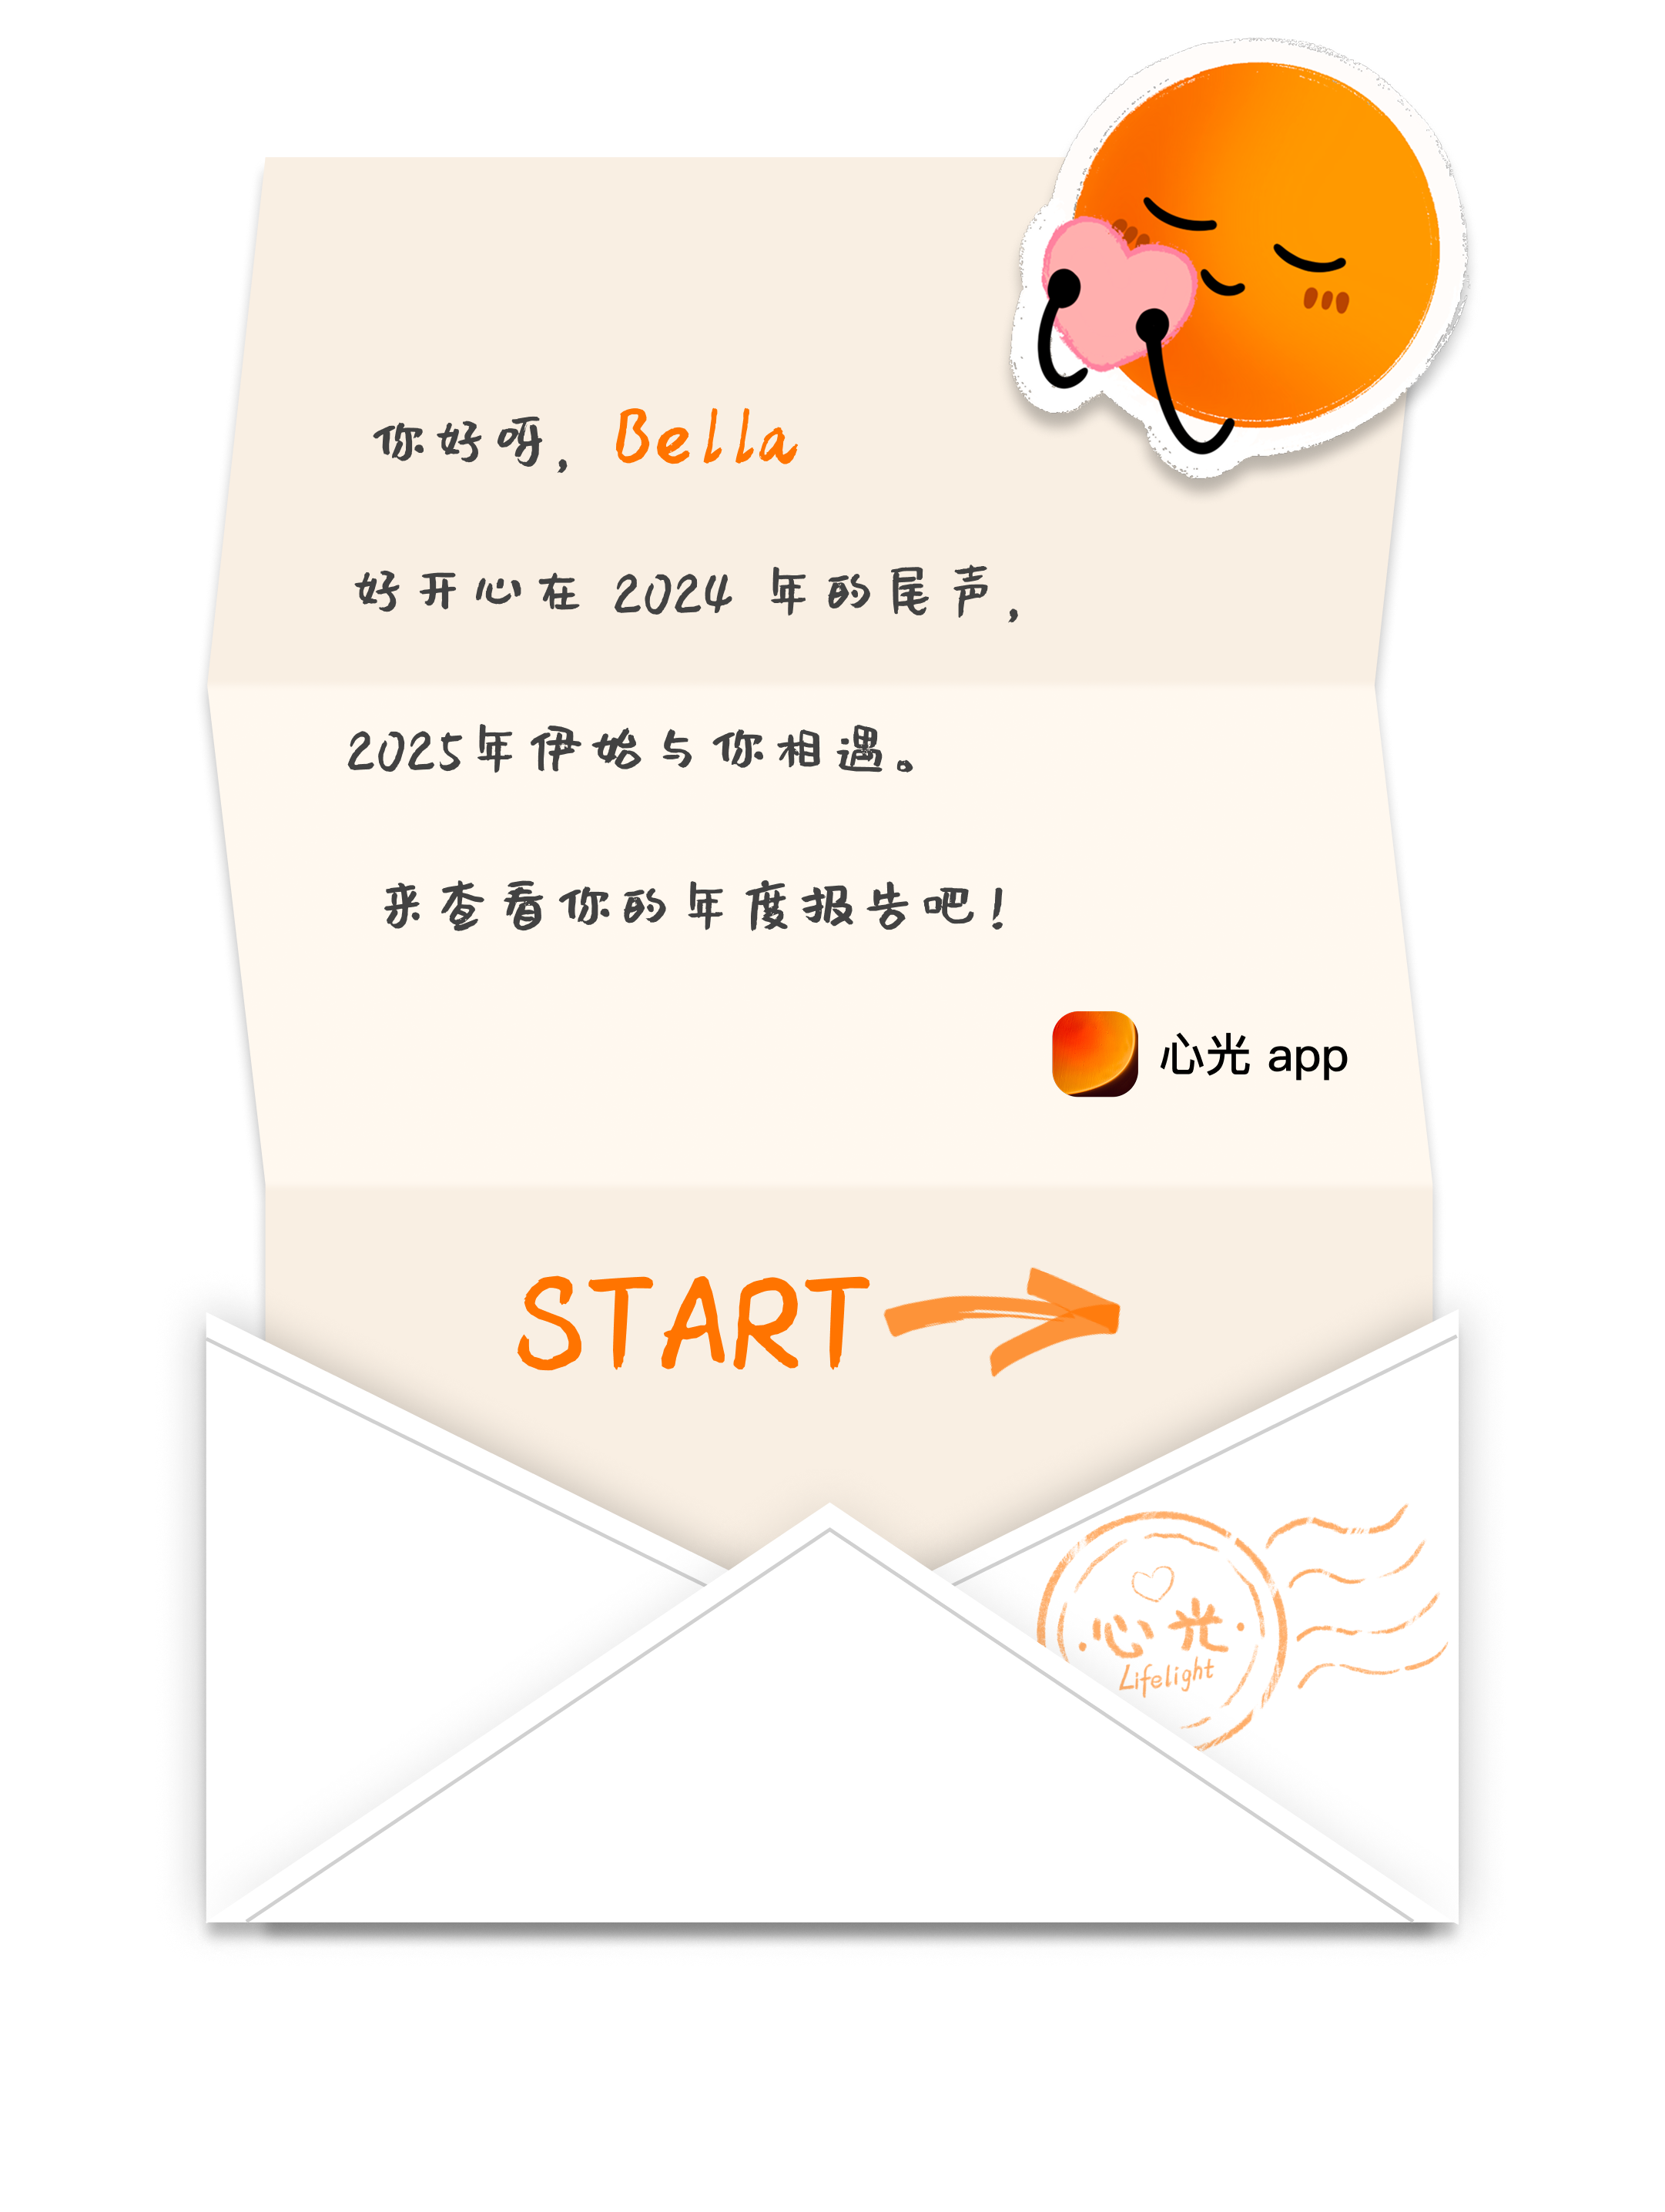 你好呀，Bella
好开心在 2024 年的尾声，
2025年伊始与你相遇。
来查看你的年度报告吧！
心光 app
START
心光
Lifelight